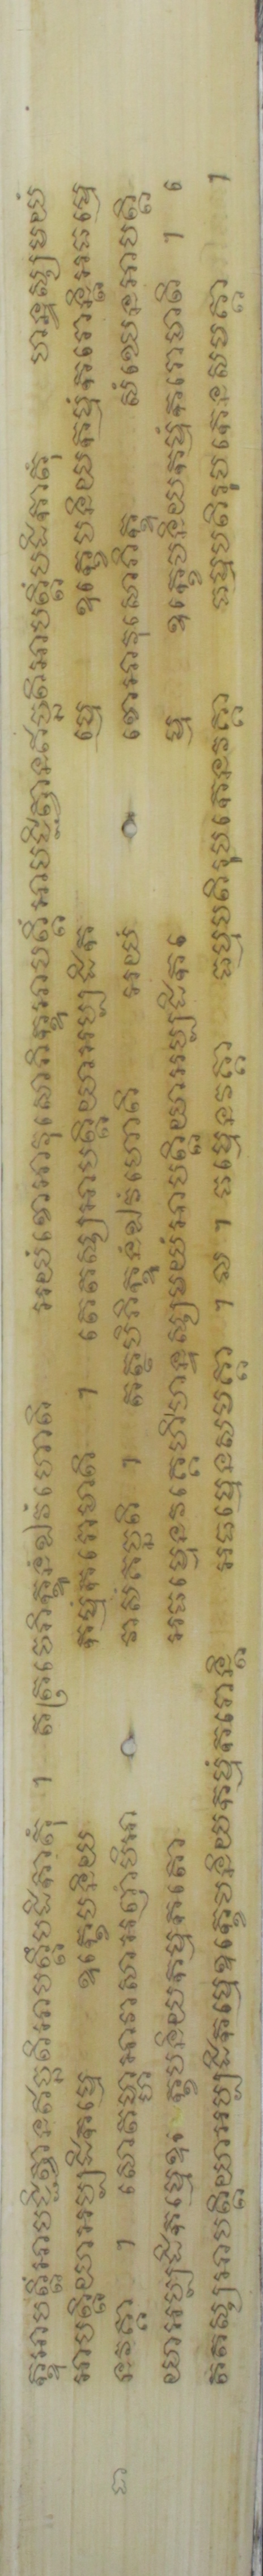 ក្ខុអាបត្តិំអាបជ្ជិត្វានឥច្ឆតិអាបត្តិំបដិកាតុំ ។ តត្រចេភិក្ខូនំឯវំហោតិ អយំខោអាវុសោភិក្ខុអាបត្តិំអាបជ្ជិត្វានឥច្ឆតិអាបត្តិំបដិកាតុំ ហន្ទស្សមយំ
អាបត្តិយាអប្បដិកម្មេ ឧក្ខេបនិយ កម្មំករោមាតិ ។ តេតស្សអាបត្តិយាអប្បដិក ម្មេ ឧក្ខេបនិយកម្មំករោន្តិអធម្មេ
នវគ្គា ។ សោតម្ហាអាវាសាអញ្ញំបិអា វាសំគច្ឆតិ ។ តត្ថបិភិក្ខូនំឯវំហោតិ អយំ ខោអាវុសោភិក្ខុ សំឃេនអាបត្តិ
យាអប្បដិកម្មេឧក្ខេបនិយកម្មកតោ អធម្មេនវគ្គេហិហន្ទស្សមយំអាបត្តិយាអប្បដិកម្មេ ឧក្ខេបនិយកម្មំករោមាតិ ។ តេ
តស្សអាបត្តិយាអប្បដិកម្មេឧក្ខេបនិយកម្មំករោន្តិ អធម្មេនសមគ្គា ។ ល ។ ធម្មេនវគ្គា ធម្មបតិរូបកេនវគ្គា ធម្មបតិរូបកេនសមគ្គា ។